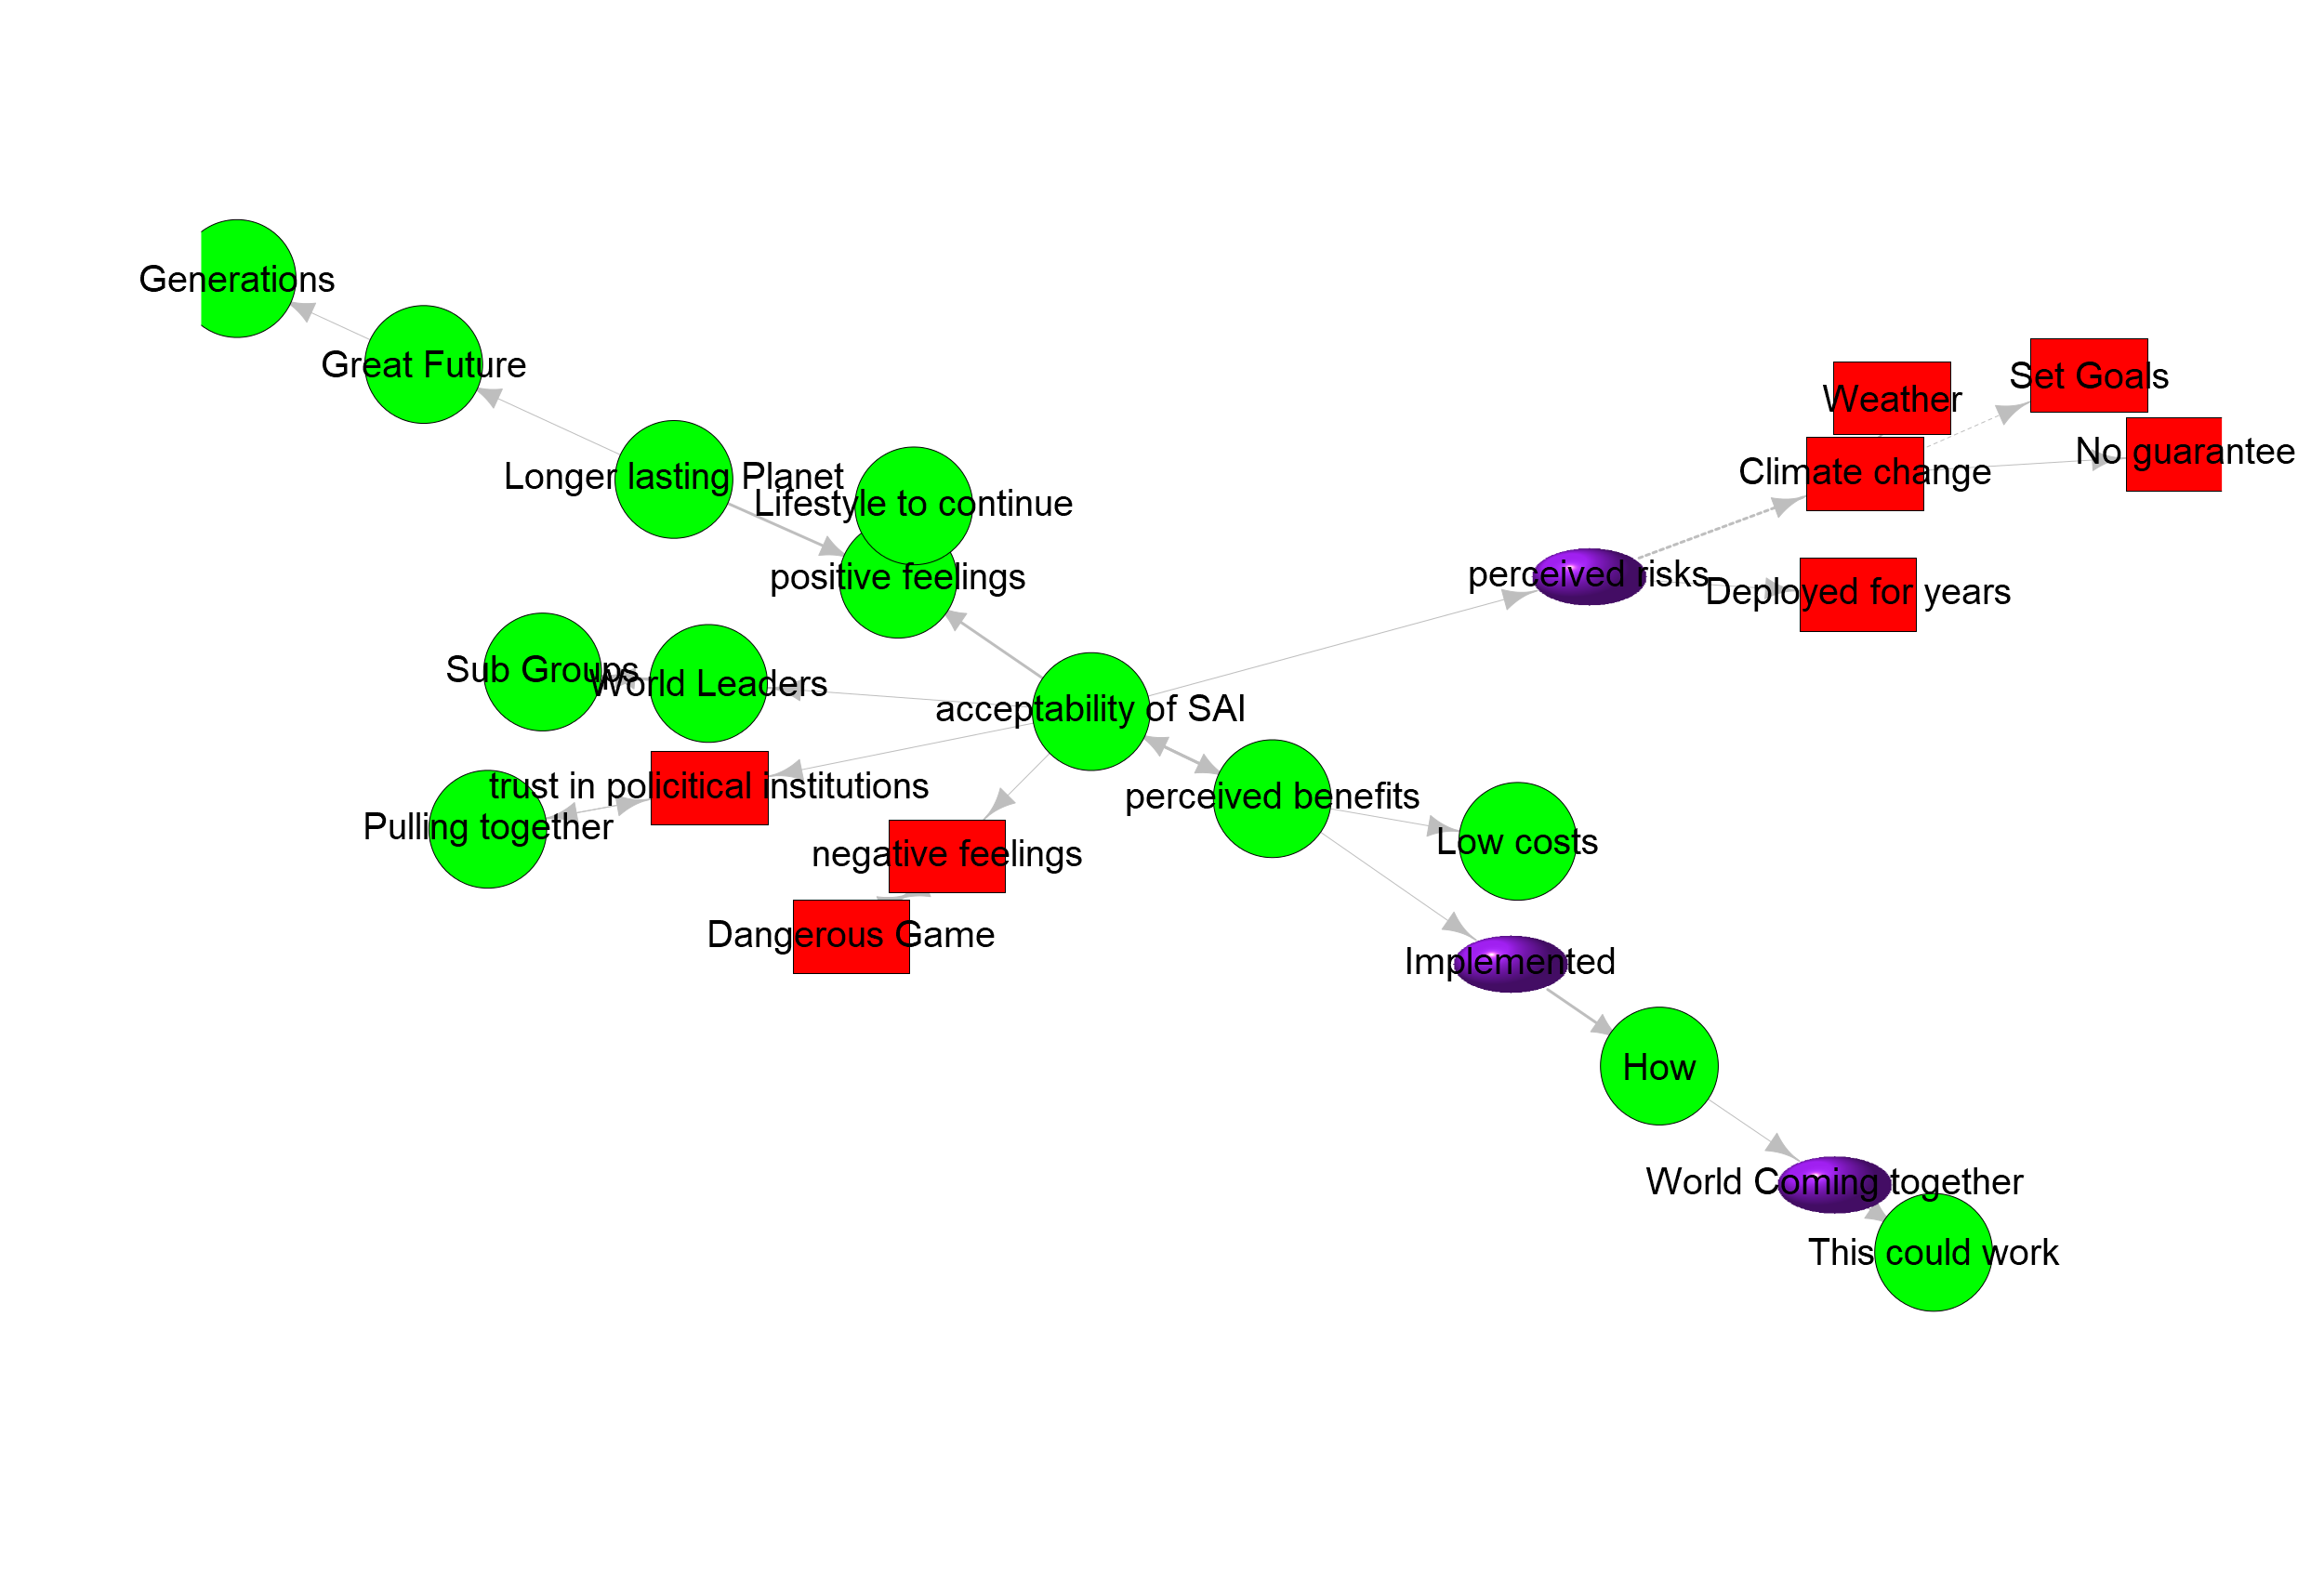 Generations
Great Future
Weather
Set Goals
No guarantee
Climate change
Longer lasting Planet
Lifestyle to continue
positive feelings
perceived risks
Deployed for years
Sub Groups
World Leaders
acceptability of SAI
trust in policitical institutions
perceived benefits
Pulling together
Low costs
negative feelings
Dangerous Game
Implemented
How
World Coming together
This could work